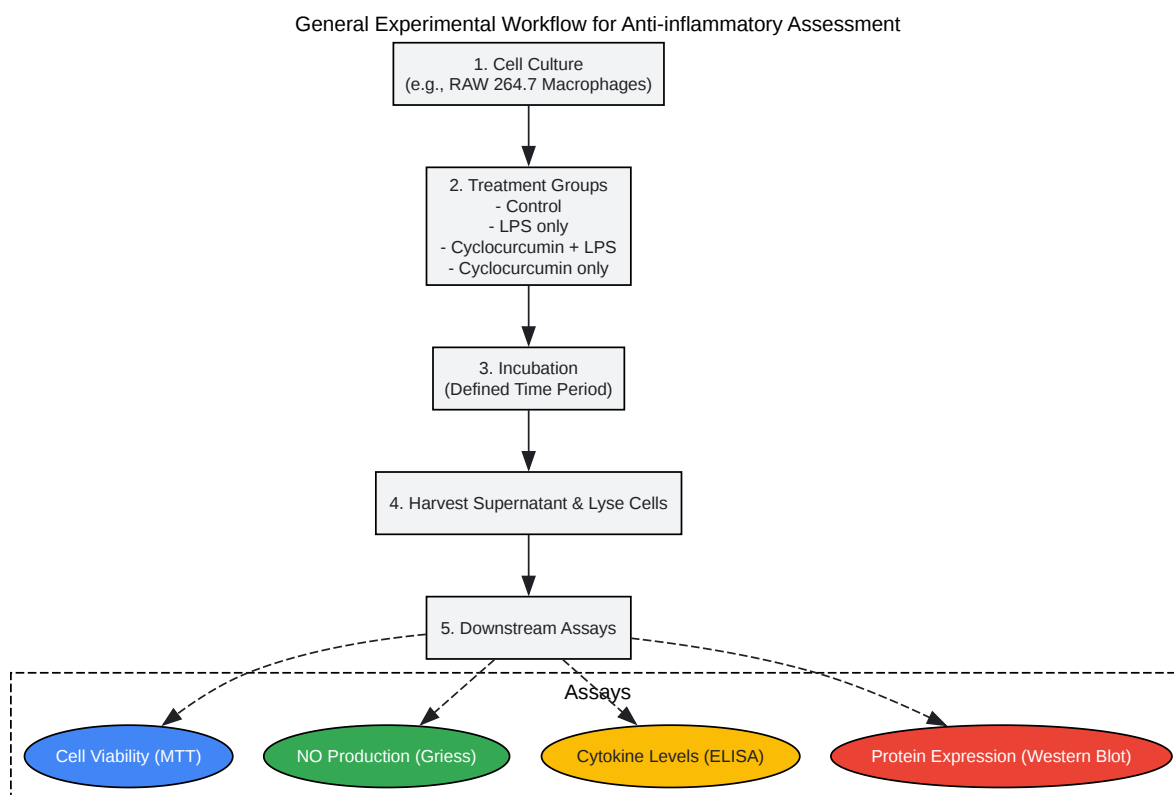 General Experimental Workflow for Anti-inflammatory Assessment
1. Cell Culture
(e.g., RAW 264.7 Macrophages)
2. Treatment Groups
- Control
- LPS only
- Cyclocurcumin + LPS
- Cyclocurcumin only
3. Incubation
(Defined Time Period)
4. Harvest Supernatant & Lyse Cells
5. Downstream Assays
Assays
Cell Viability (MTT)
NO Production (Griess)
Cytokine Levels (ELISA)
Protein Expression (Western Blot)